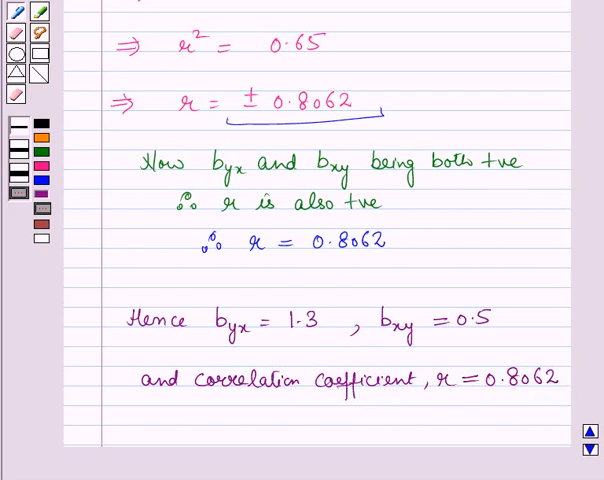 ⇒ r² = 0.65
⇒ r = ± 0.8062
Now byx and bxy being both +ve
∴ r is also +ve
∴ r = 0.8062
Hence byx = 1.3 , bxy = 0.5
and correlation coefficient, r = 0.8062